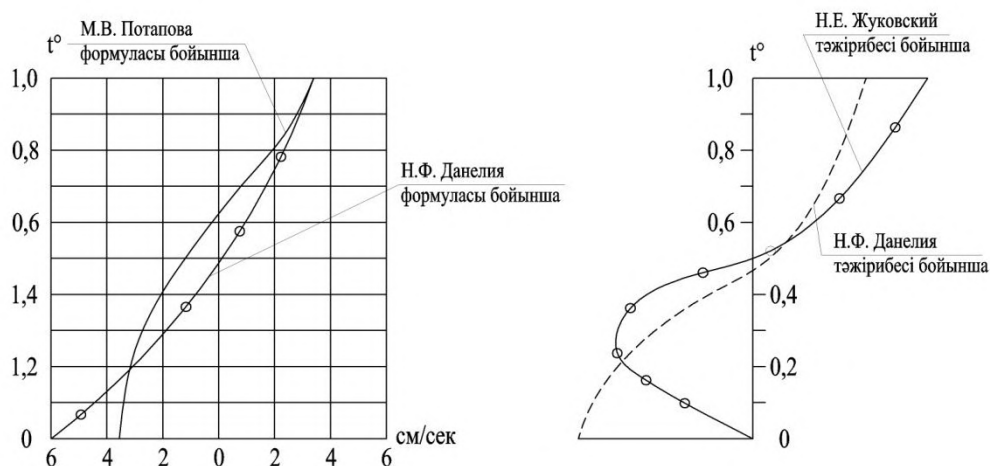 М.В. Потапова
формуласы бойынша
t°
1,0
0,8
0,6
1,4
1,2
0
6 4 2 0 2 4 6 см/сек
Н.Ф. Данелия
формуласы бойынша
Н.Е. Жуковский
тәжірибесі бойынша
t°
1,0
0,8
0,6
0,4
0,2
0
Н.Ф. Данелия
тәжірибесі бойынша